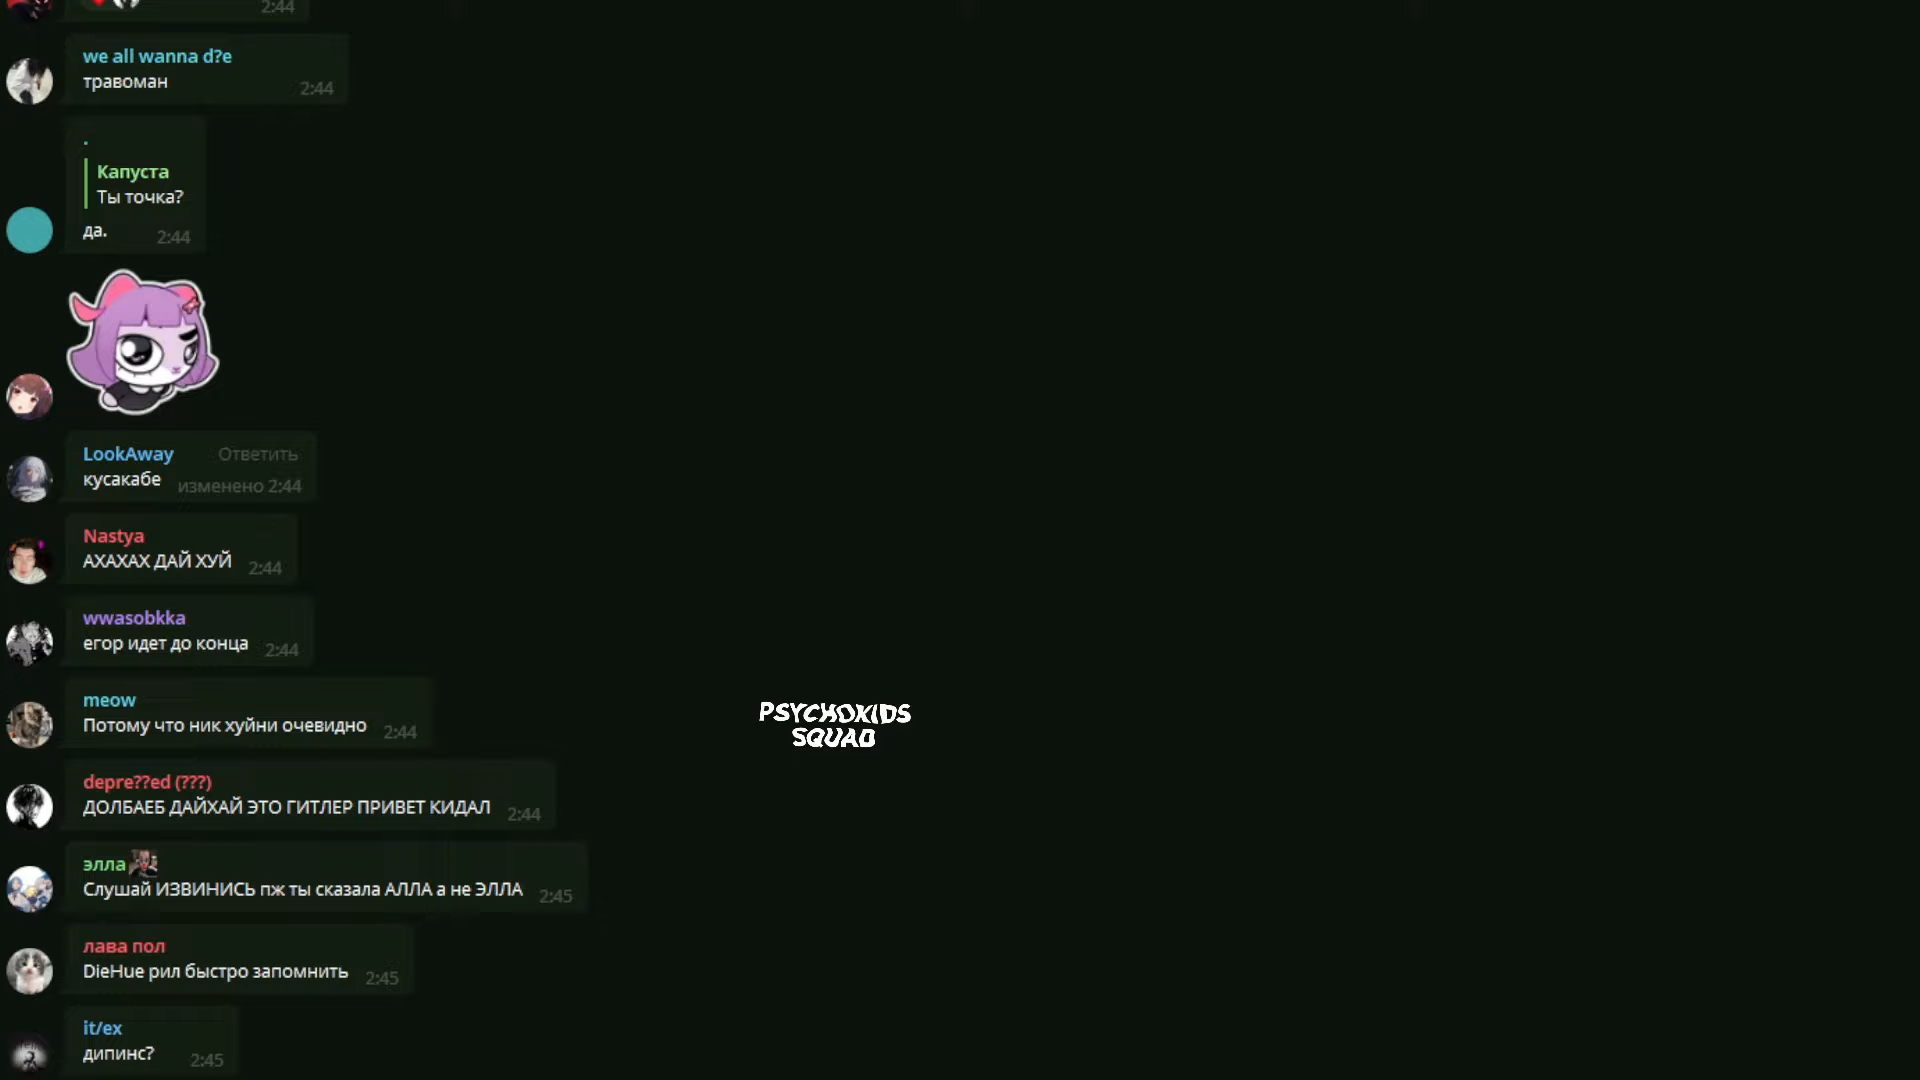 2:44
we all wanna d?e
травоман 2:44
.
Капуста
Ты точка?
да. 2:44
LookAway Ответить
кусакабе изменено 2:44
Nastya
АХАХАХ ДАЙ ХУЙ 2:44
wwasobkka
егор идет до конца 2:44
meow
Потому что ник хуйни очевидно 2:44
depre??ed (???)
ДОЛБАЕБ ДАЙХАЙ ЭТО ГИТЛЕР ПРИВЕТ КИДАЛ 2:44
PSYCHOKIDS
SQUAD
элла
Слушай ИЗВИНИСЬ пж ты сказала АЛЛА а не ЭЛЛА 2:45
лава пол
DieHue рил быстро запомнить 2:45
it/ex
дипинс? 2:45